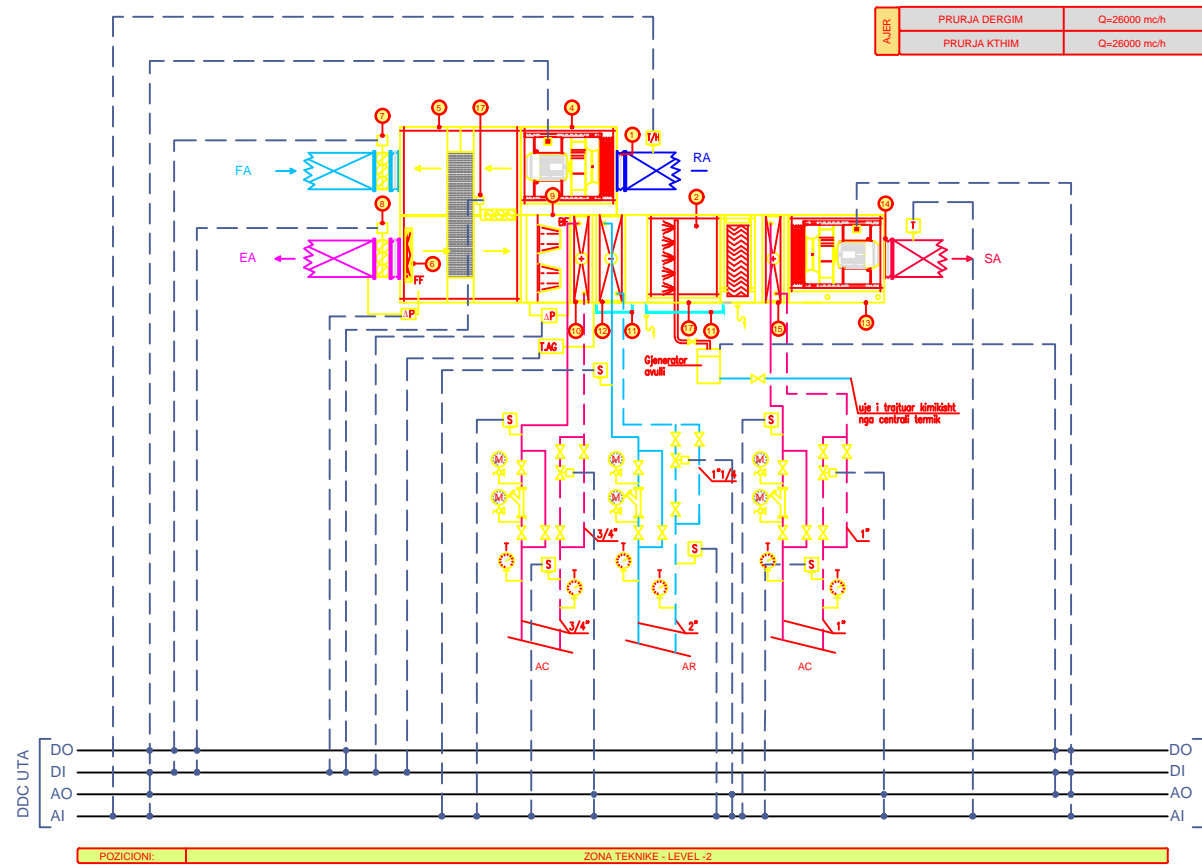 AJER
PRURJA DERGIM Q=26000 mc/h
PRURJA KTHIM Q=26000 mc/h
7 5 17 4 1 T/H
FA RA
8 9 2 14 T
BF
EA 6 SA
FF
ΔP ΔP 10 12 11 17 11 15 13
T.AG
Gjenerator
avulli
S
uje i trajtuar kimikisht
nga centrali termik
S S
M M M
1"1/4
M M M
3/4" 1"
T T T
S S S
T T T
3/4" 2" 1"
AC AR AC
DDC UTA
DO DO
DI DI
AO AO
AI AI
POZICIONI: ZONA TEKNIKE - LEVEL -2